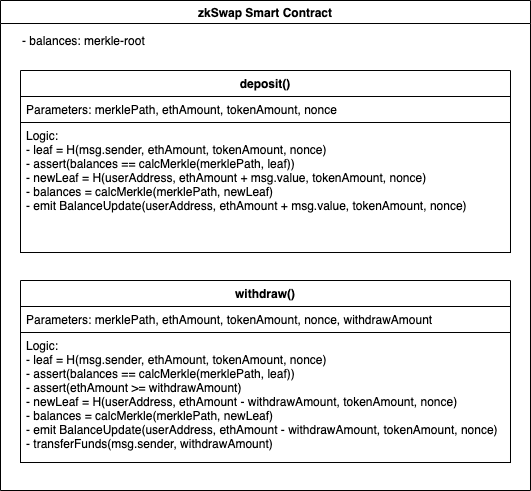 zkSwap Smart Contract
- balances: merkle-root
deposit()
Parameters: merklePath, ethAmount, tokenAmount, nonce
Logic:
- leaf = H(msg.sender, ethAmount, tokenAmount, nonce)
- assert(balances == calcMerkle(merklePath, leaf))
- newLeaf = H(userAddress, ethAmount + msg.value, tokenAmount, nonce)
- balances = calcMerkle(merklePath, newLeaf)
- emit BalanceUpdate(userAddress, ethAmount + msg.value, tokenAmount, nonce)
withdraw()
Parameters: merklePath, ethAmount, tokenAmount, nonce, withdrawAmount
Logic:
- leaf = H(msg.sender, ethAmount, tokenAmount, nonce)
- assert(balances == calcMerkle(merklePath, leaf))
- assert(ethAmount >= withdrawAmount)
- newLeaf = H(userAddress, ethAmount - withdrawAmount, tokenAmount, nonce)
- balances = calcMerkle(merklePath, newLeaf)
- emit BalanceUpdate(userAddress, ethAmount - withdrawAmount, tokenAmount, nonce)
- transferFunds(msg.sender, withdrawAmount)